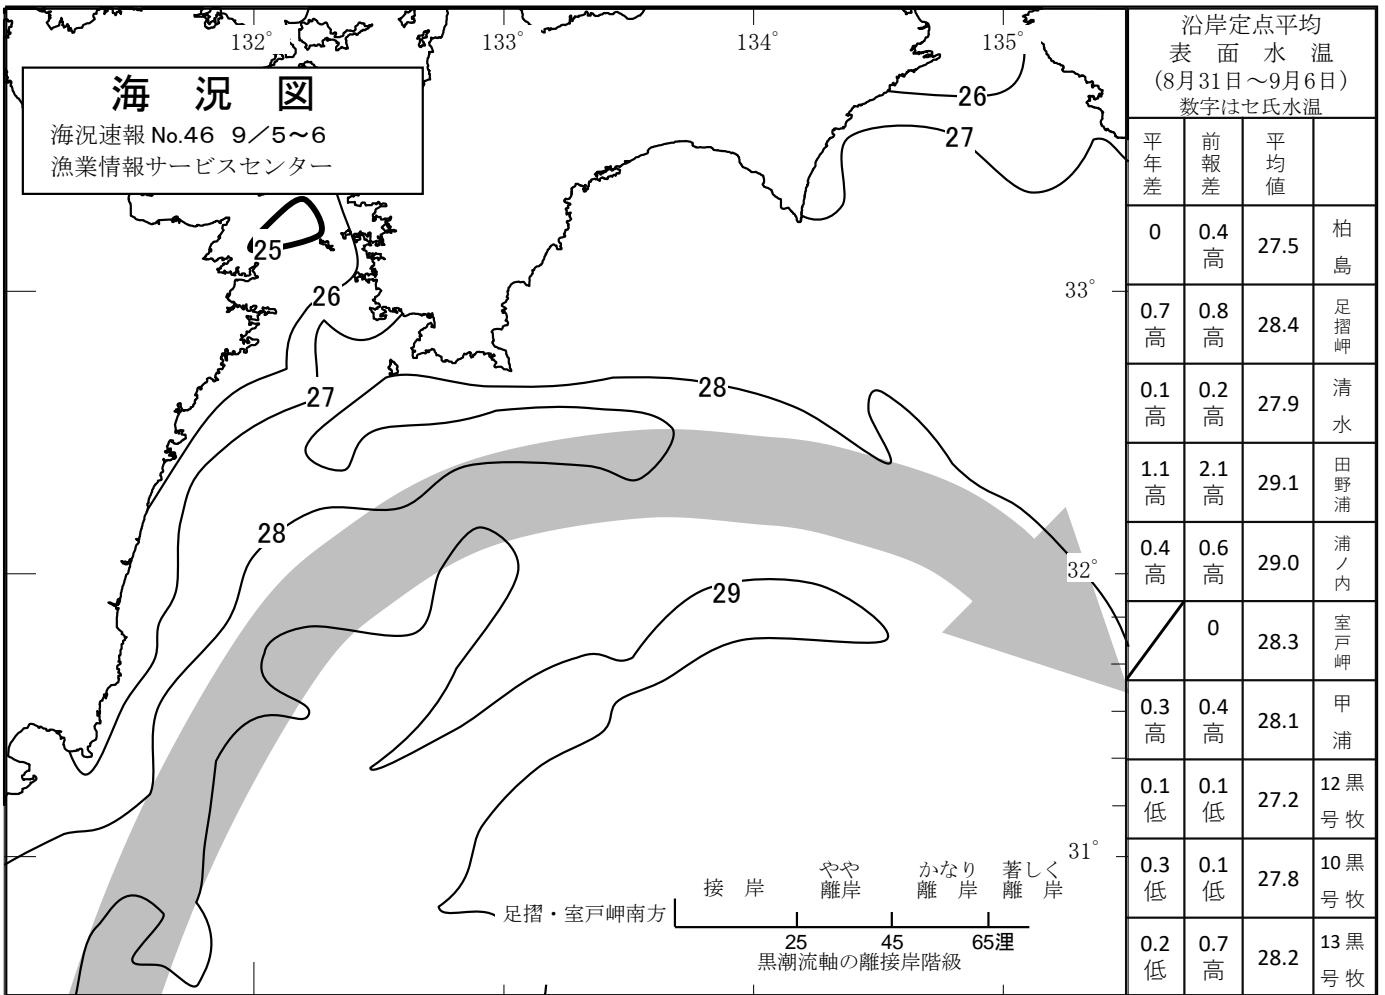 132°
133°
134°
135°
海 況 図
海況速報 No.46 9／5～6
漁業情報サービスセンター
26
27
25
26
27
28
28
29
33°
32°
31°
接 岸
やや
離岸
かなり
離 岸
著しく
離 岸
足摺・室戸岬南方
25 45 65浬
黒潮流軸の離接岸階級
沿岸定点平均
表 面 水 温
(8月31日～9月6日)
数字はセ氏水温
平年差 前報差 平均値
0 0.4高 27.5 柏島
0.7高 0.8高 28.4 足摺岬
0.1高 0.2高 27.9 清水
1.1高 2.1高 29.1 田野浦
0.4高 0.6高 29.0 浦ノ内
0 28.3 室戸岬
0.3高 0.4高 28.1 甲浦
0.1低 0.1低 27.2 黒牧12号
0.3低 0.1低 27.8 黒牧10号
0.2低 0.7高 28.2 黒牧13号